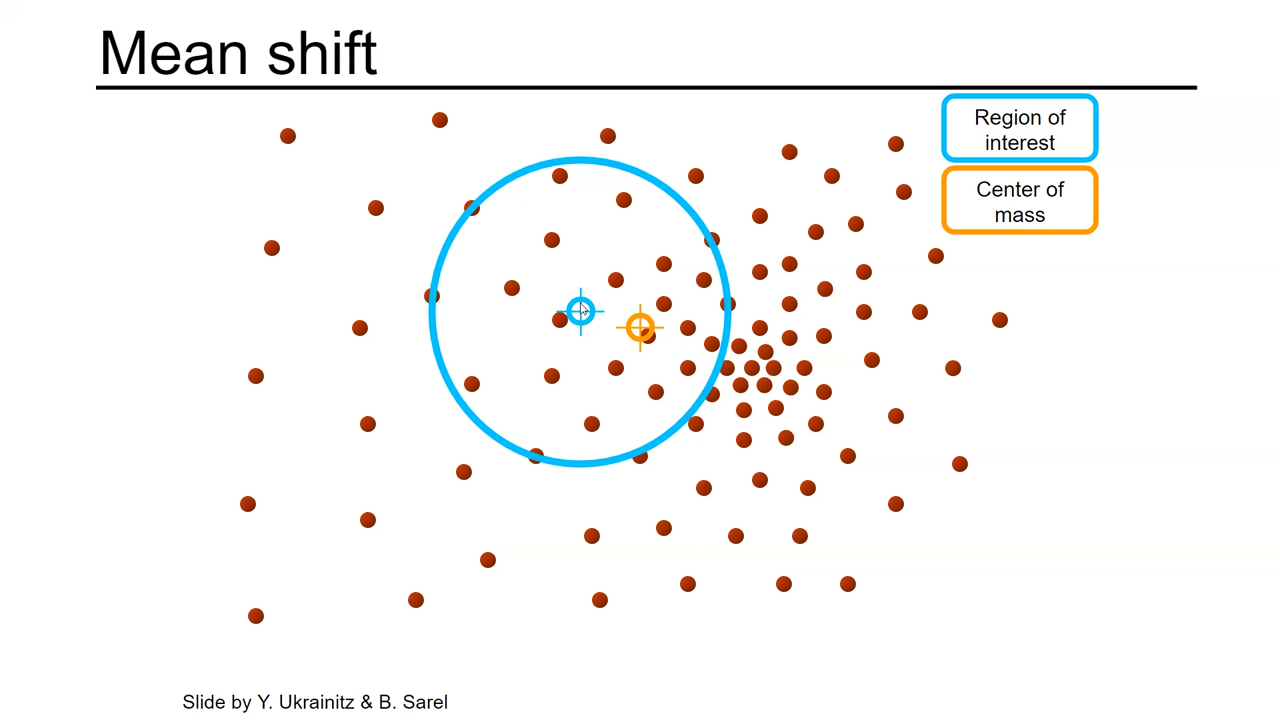 Mean shift
Region of
interest
Center of
mass
Slide by Y. Ukrainitz & B. Sarel